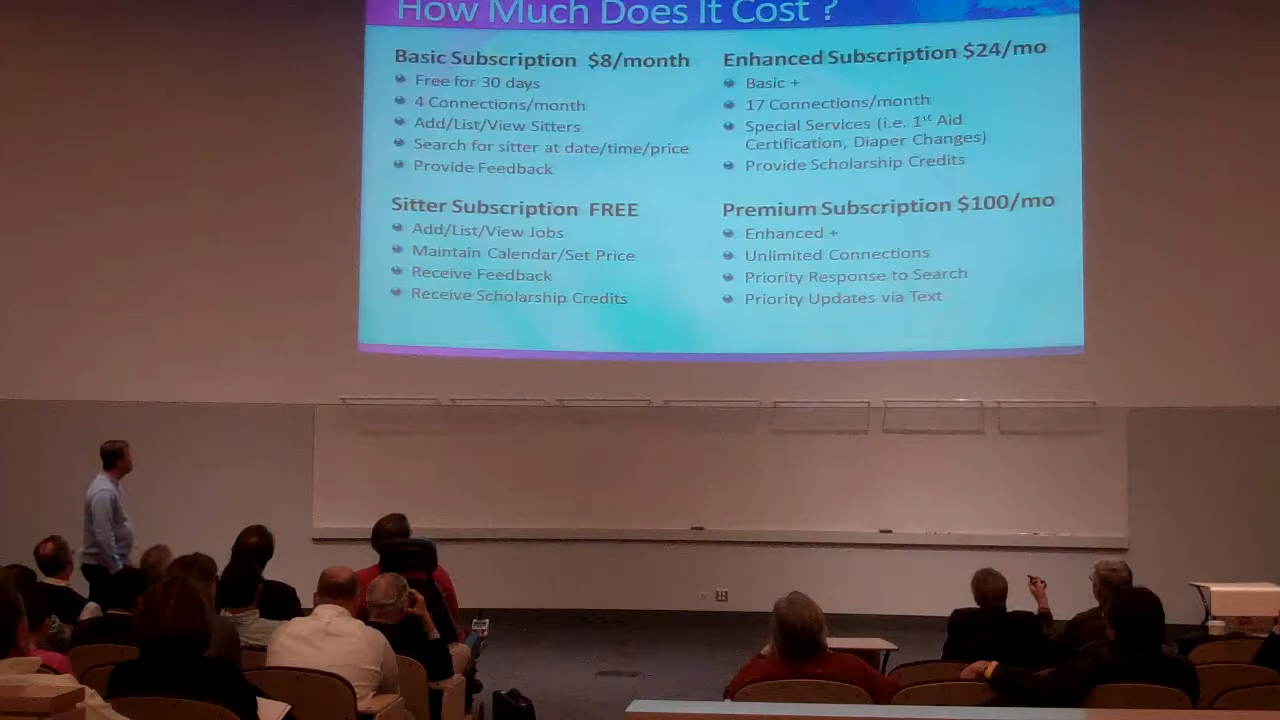 How Much Does It Cost ?
Basic Subscription $8/month
Free for 30 days
4 Connections/month
Add/List/View Sitters
Search for sitter at date/time/price
Provide Feedback
Sitter Subscription FREE
Add/List/View Jobs
Maintain Calendar/Set Price
Receive Feedback
Receive Scholarship Credits
Enhanced Subscription $24/mo
Basic +
17 Connections/month
Special Services (i.e. 1st Aid
Certification, Diaper Changes)
Provide Scholarship Credits
Premium Subscription $100/mo
Enhanced +
Unlimited Connections
Priority Response to Search
Priority Updates via Text